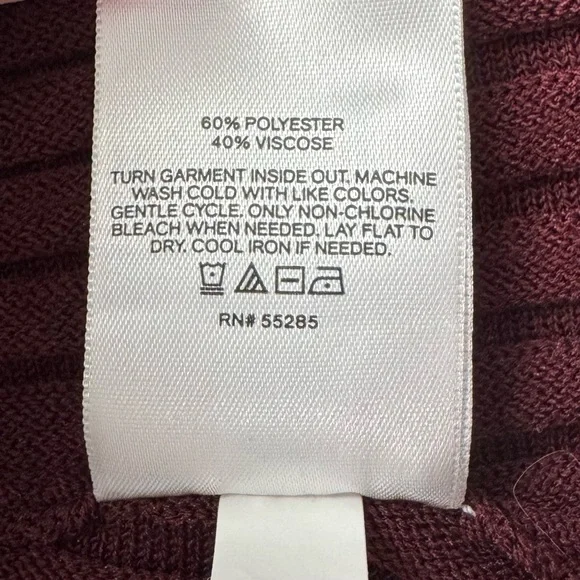 60% POLYESTER
40% VISCOSE
TURN GARMENT INSIDE OUT. MACHINE
WASH COLD WITH LIKE COLORS.
GENTLE CYCLE. ONLY NON-CHLORINE
BLEACH WHEN NEEDED. LAY FLAT TO
DRY. COOL IRON IF NEEDED.
RN# 55285